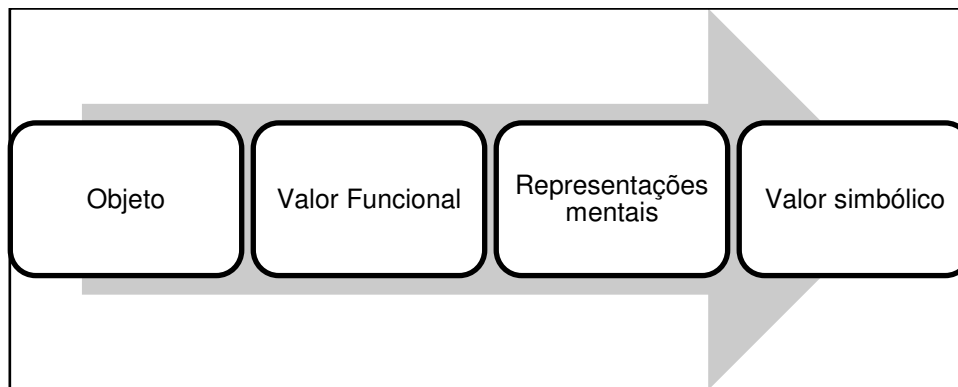 Objeto
Valor Funcional
Representações
mentais
Valor simbólico